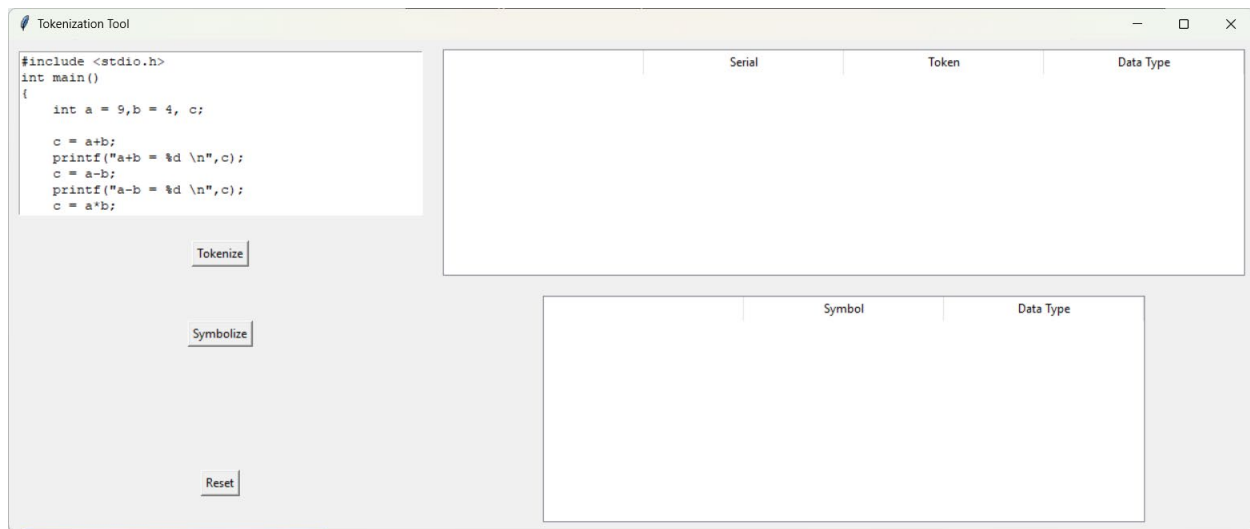 Tokenization Tool
#include <stdio.h>
int main()
{
    int a = 9,b = 4, c;
    c = a+b;
    printf("a+b = %d \n",c);
    c = a-b;
    printf("a-b = %d \n",c);
    c = a*b;
Serial Token Data Type
Tokenize
Symbol Data Type
Symbolize
Reset